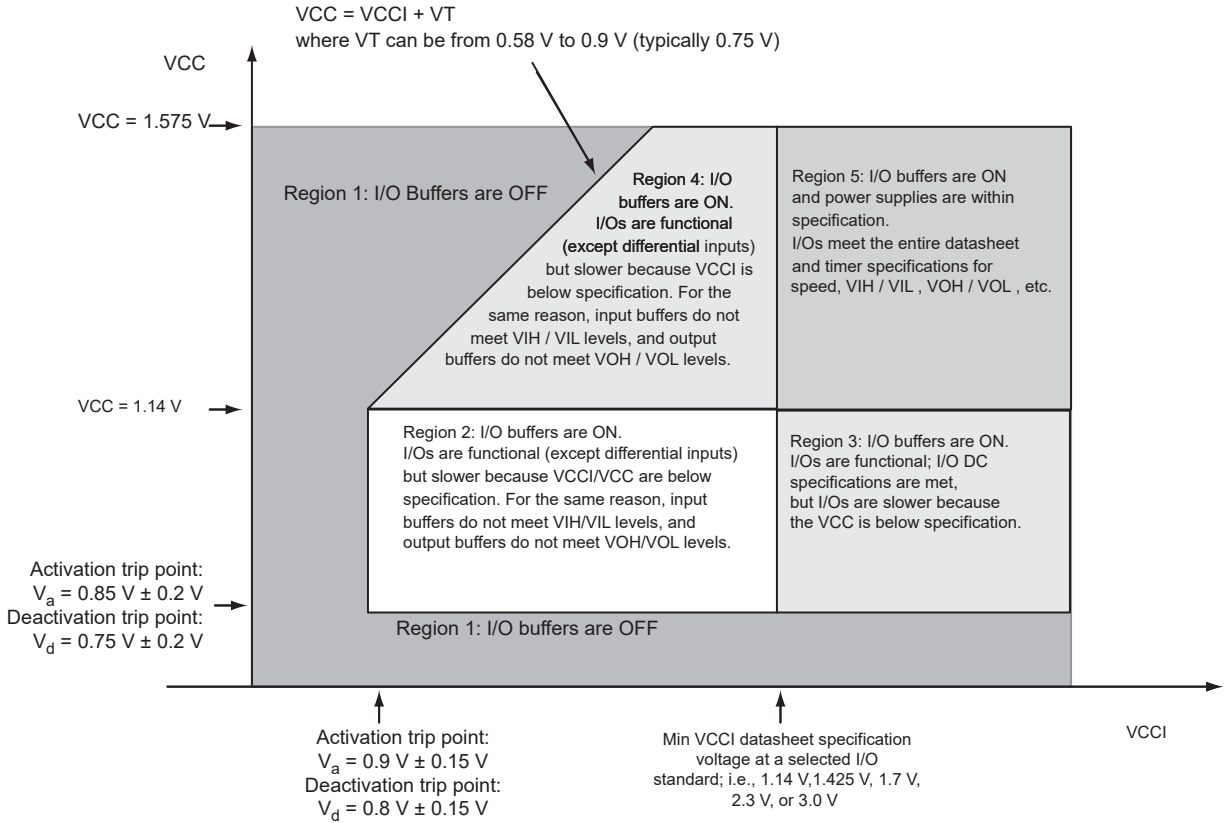 VCC = VCCI + VT
where VT can be from 0.58 V to 0.9 V (typically 0.75 V)
VCC
VCC = 1.575 V
Region 1: I/O Buffers are OFF
Region 4: I/O
buffers are ON.
I/Os are functional
(except differential inputs)
but slower because VCCI is
below specification. For the
same reason, input buffers do not
meet VIH / VIL levels, and output
buffers do not meet VOH / VOL levels.
Region 5: I/O buffers are ON
and power supplies are within
specification.
I/Os meet the entire datasheet
and timer specifications for
speed, VIH / VIL , VOH / VOL , etc.
VCC = 1.14 V
Region 2: I/O buffers are ON.
I/Os are functional (except differential inputs)
but slower because VCCI/VCC are below
specification. For the same reason, input
buffers do not meet VIH/VIL levels, and
output buffers do not meet VOH/VOL levels.
Region 3: I/O buffers are ON.
I/Os are functional; I/O DC
specifications are met,
but I/Os are slower because
the VCC is below specification.
Activation trip point:
Va = 0.85 V ± 0.2 V
Deactivation trip point:
Vd = 0.75 V ± 0.2 V
Region 1: I/O buffers are OFF
Activation trip point:
Va = 0.9 V ± 0.15 V
Deactivation trip point:
Vd = 0.8 V ± 0.15 V
Min VCCI datasheet specification
voltage at a selected I/O
standard; i.e., 1.14 V,1.425 V, 1.7 V,
2.3 V, or 3.0 V
VCCI